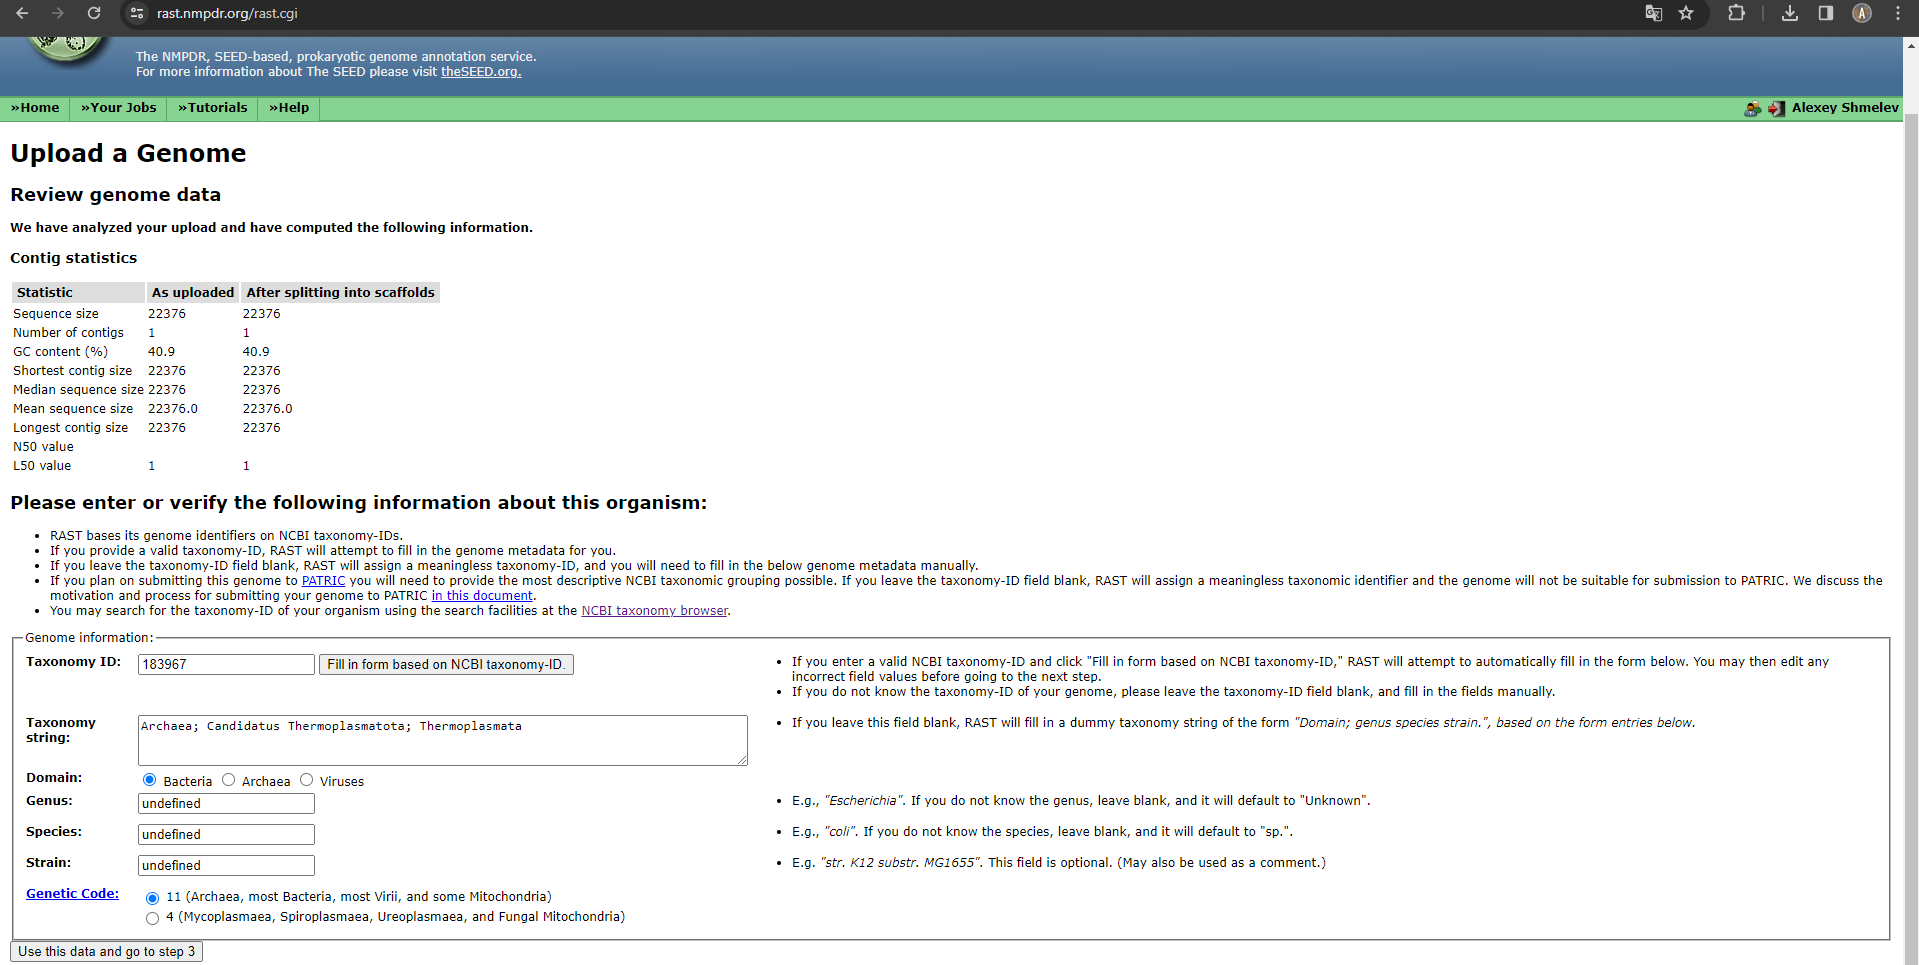 rast.nmpdr.org/rast.cgi
A
The NMPDR, SEED-based, prokaryotic genome annotation service.
For more information about The SEED please visit theSEED.org.
»Home »Your Jobs »Tutorials »Help Alexey Shmelev
Upload a Genome
Review genome data
We have analyzed your upload and have computed the following information.
Contig statistics
Statistic As uploaded After splitting into scaffolds
Sequence size 22376 22376
Number of contigs 1 1
GC content (%) 40.9 40.9
Shortest contig size 22376 22376
Median sequence size 22376 22376
Mean sequence size 22376.0 22376.0
Longest contig size 22376 22376
N50 value
L50 value 1 1
Please enter or verify the following information about this organism:
• RAST bases its genome identifiers on NCBI taxonomy-IDs.
• If you provide a valid taxonomy-ID, RAST will attempt to fill in the genome metadata for you.
• If you leave the taxonomy-ID field blank, RAST will assign a meaningless taxonomy-ID, and you will need to fill in the below genome metadata manually.
• If you plan on submitting this genome to PATRIC you will need to provide the most descriptive NCBI taxonomic grouping possible. If you leave the taxonomy-ID field blank, RAST will assign a meaningless taxonomic identifier and the genome will not be suitable for submission to PATRIC. We discuss the
motivation and process for submitting your genome to PATRIC in this document.
• You may search for the taxonomy-ID of your organism using the search facilities at the NCBI taxonomy browser.
Genome information:
Taxonomy ID: 183967 Fill in form based on NCBI taxonomy-ID.
• If you enter a valid NCBI taxonomy-ID and click "Fill in form based on NCBI taxonomy-ID," RAST will attempt to automatically fill in the form below. You may then edit any
incorrect field values before going to the next step.
• If you do not know the taxonomy-ID of your genome, please leave the taxonomy-ID field blank, and fill in the fields manually.
Taxonomy
string:
Archaea; Candidatus Thermoplasmatota; Thermoplasmata
• If you leave this field blank, RAST will fill in a dummy taxonomy string of the form "Domain; genus species strain.", based on the form entries below.
Domain: Bacteria Archaea Viruses
Genus: undefined
• E.g., "Escherichia". If you do not know the genus, leave blank, and it will default to "Unknown".
Species: undefined
• E.g., "coli". If you do not know the species, leave blank, and it will default to "sp.".
Strain: undefined
• E.g. "str. K12 substr. MG1655". This field is optional. (May also be used as a comment.)
Genetic Code: 11 (Archaea, most Bacteria, most Virii, and some Mitochondria)
4 (Mycoplasmaea, Spiroplasmaea, Ureoplasmaea, and Fungal Mitochondria)
Use this data and go to step 3